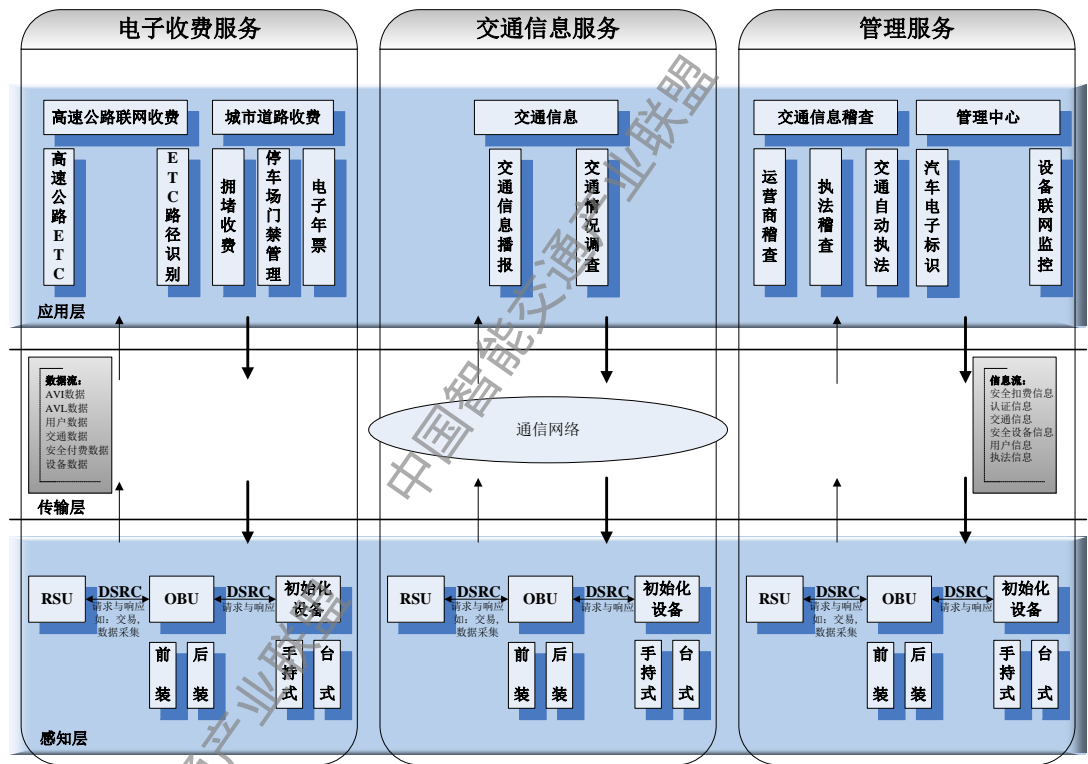 电子收费服务
交通信息服务
管理服务
高速公路联网收费
城市道路收费
交通信息
交通信息稽查
管理中心
高速公路ETC
ETC路径识别
拥堵收费
停车场门禁管理
电子年票
交通信息播报
交通情况调查
运营商稽查
执法稽查
交通自动执法
汽车电子标识
设备联网监控
应用层
数据流:
AVI数据
AVL数据
用户数据
交通数据
安全付费数据
设备数据
通信网络
信息流:
安全扣费信息
认证信息
交通信息
安全设备信息
用户信息
执法信息
传输层
RSU
DSRC
请求与响应
如:交易,
数据采集
OBU
DSRC
请求与响应
初始化
设备
前装
后装
手持式
台式
RSU
DSRC
请求与响应
如:交易,
数据采集
OBU
DSRC
请求与响应
初始化
设备
前装
后装
手持式
台式
RSU
DSRC
请求与响应
如:交易,
数据采集
OBU
DSRC
请求与响应
初始化
设备
前装
后装
手持式
台式
感知层
中国智能交通产业联盟
通产业联盟